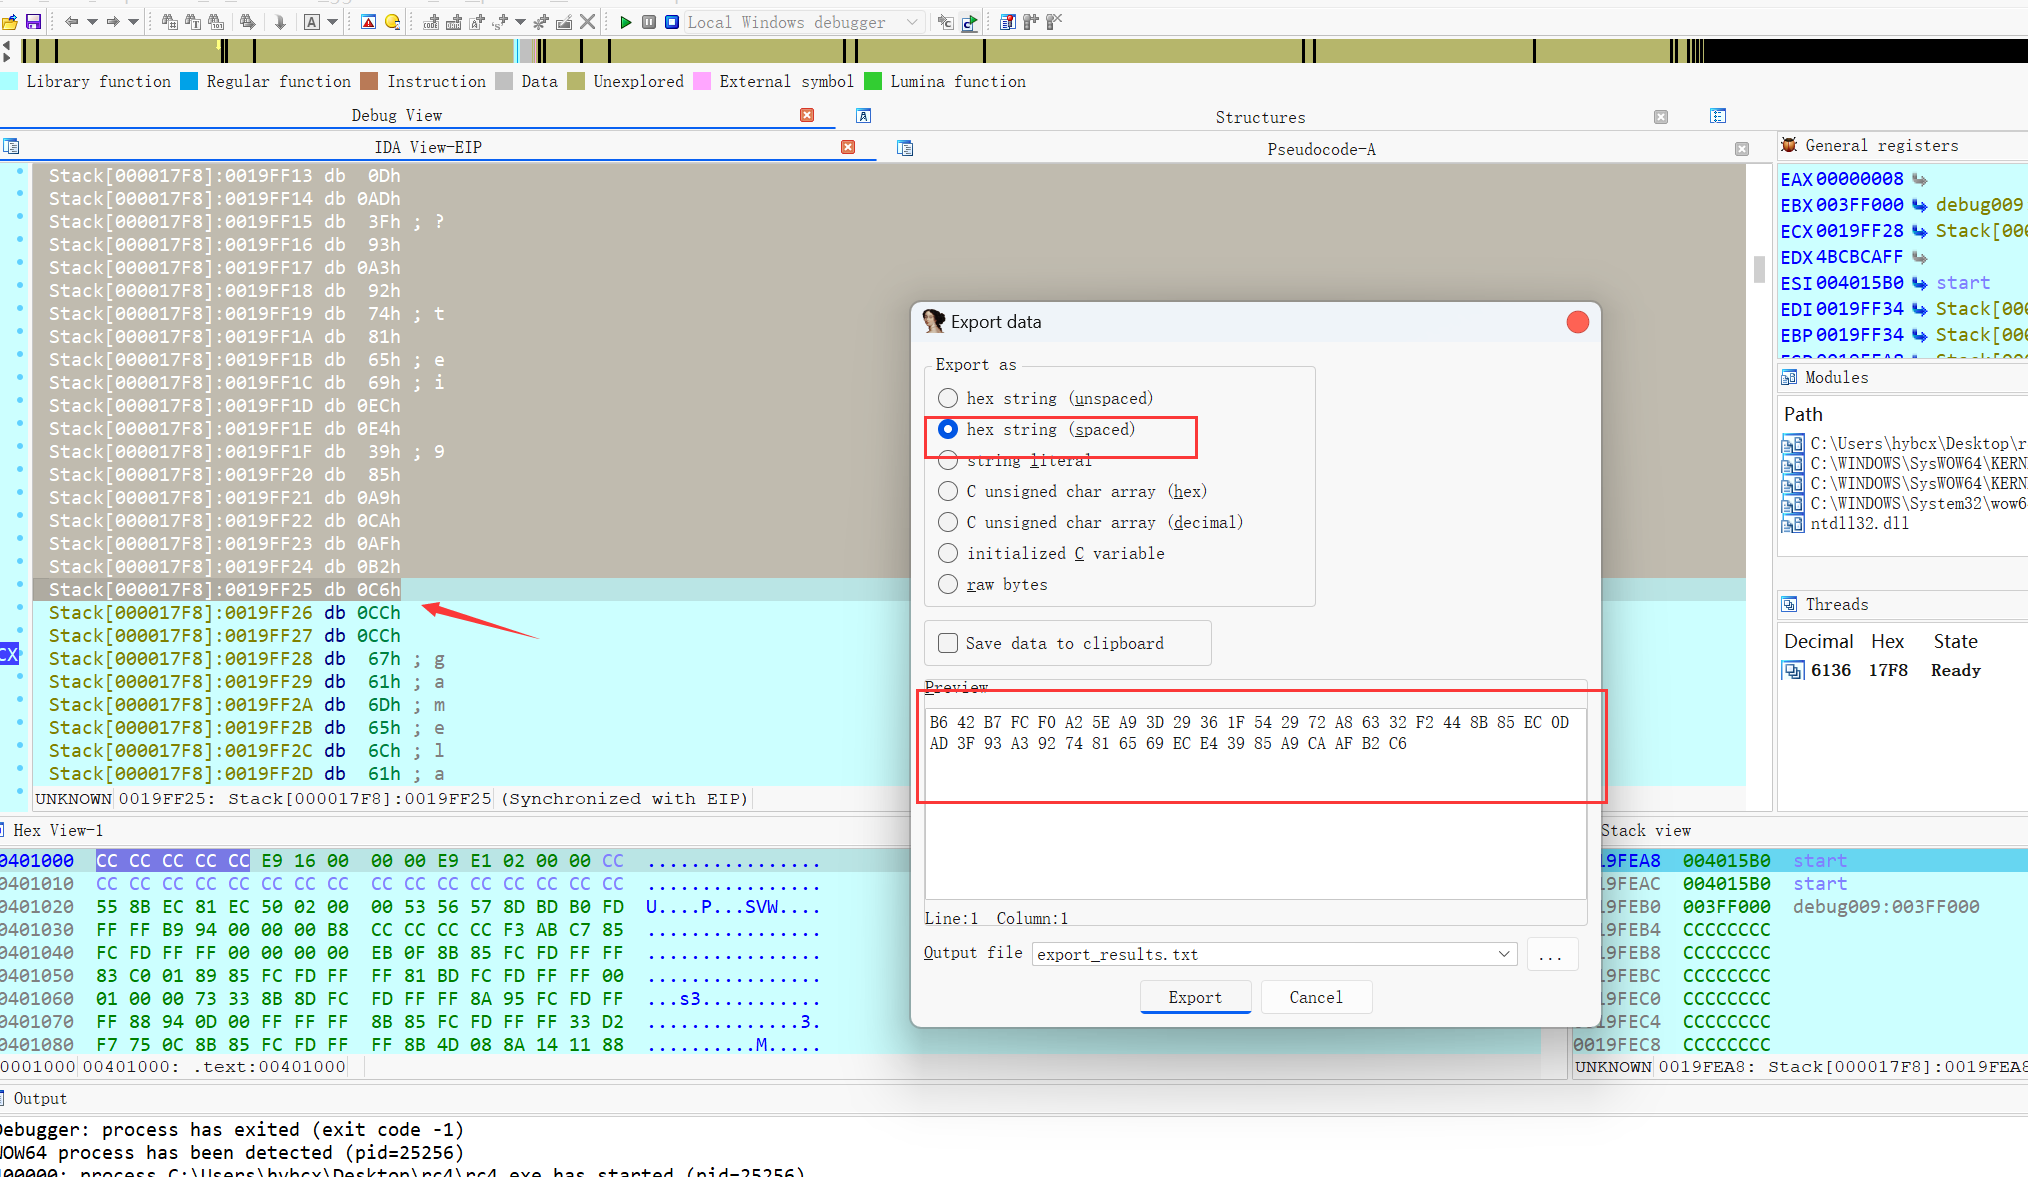 Local Windows debugger
Library function Regular function Instruction Data Unexplored External symbol Lumina function
Debug View Structures
IDA View-EIP Pseudocode-A
Stack[000017F8]:0019FF13 db 0Dh
Stack[000017F8]:0019FF14 db 0ADh
Stack[000017F8]:0019FF15 db 3Fh ; ?
Stack[000017F8]:0019FF16 db 93h
Stack[000017F8]:0019FF17 db 0A3h
Stack[000017F8]:0019FF18 db 92h
Stack[000017F8]:0019FF19 db 74h ; t
Stack[000017F8]:0019FF1A db 81h
Stack[000017F8]:0019FF1B db 65h ; e
Stack[000017F8]:0019FF1C db 69h ; i
Stack[000017F8]:0019FF1D db 0ECh
Stack[000017F8]:0019FF1E db 0E4h
Stack[000017F8]:0019FF1F db 39h ; 9
Stack[000017F8]:0019FF20 db 85h
Stack[000017F8]:0019FF21 db 0A9h
Stack[000017F8]:0019FF22 db 0CAh
Stack[000017F8]:0019FF23 db 0AFh
Stack[000017F8]:0019FF24 db 0B2h
Stack[000017F8]:0019FF25 db 0C6h
Stack[000017F8]:0019FF26 db 0CCh
Stack[000017F8]:0019FF27 db 0CCh
CX
Stack[000017F8]:0019FF28 db 67h ; g
Stack[000017F8]:0019FF29 db 61h ; a
Stack[000017F8]:0019FF2A db 6Dh ; m
Stack[000017F8]:0019FF2B db 65h ; e
Stack[000017F8]:0019FF2C db 6Ch ; l
Stack[000017F8]:0019FF2D db 61h ; a
UNKNOWN 0019FF25: Stack[000017F8]:0019FF25 (Synchronized with EIP)
Export data
Export as
hex string (unspaced)
hex string (spaced)
string literal
C unsigned char array (hex)
C unsigned char array (decimal)
initialized C variable
raw bytes
Save data to clipboard
Preview
B6 42 B7 FC F0 A2 5E A9 3D 29 36 1F 54 29 72 A8 63 32 F2 44 8B 85 EC 0D
AD 3F 93 A3 92 74 81 65 69 EC E4 39 85 A9 CA AF B2 C6
Line:1 Column:1
Output file export_results.txt ...
Export Cancel
General registers
EAX 00000008
EBX 003FF000 debug009
ECX 0019FF28 Stack[00
EDX 4BCBCAFF
ESI 004015B0 start
EDI 0019FF34 Stack[00
EBP 0019FF34 Stack[00
Modules
Path
C:\Users\hybcx\Desktop\r
C:\WINDOWS\SysWOW64\KERN
C:\WINDOWS\SysWOW64\KERN
C:\WINDOWS\System32\wow6
ntdll32.dll
Threads
Decimal Hex State
6136 17F8 Ready
Hex View-1
0401000 CC CC CC CC CC E9 16 00 00 00 E9 E1 02 00 00 CC ................
0401010 CC CC CC CC CC CC CC CC CC CC CC CC CC CC CC CC ................
0401020 55 8B EC 81 EC 50 02 00 00 53 56 57 8D BD B0 FD U....P...SVW....
0401030 FF FF B9 94 00 00 00 B8 CC CC CC CC F3 AB C7 85 ................
0401040 FC FD FF FF 00 00 00 00 EB 0F 8B 85 FC FD FF FF ................
0401050 83 C0 01 89 85 FC FD FF FF 81 BD FC FD FF FF 00 ................
0401060 01 00 00 73 33 8B 8D FC FD FF FF 8A 95 FC FD FF ...s3...........
0401070 FF 88 94 0D 00 FF FF FF 8B 85 FC FD FF FF 33 D2 ..............3.
0401080 F7 75 0C 8B 85 FC FD FF FF 8B 4D 08 8A 14 11 88 ..........M.....
0001000 00401000: .text:00401000
Stack view
19FEA8 004015B0 start
19FEAC 004015B0 start
19FEB0 003FF000 debug009:003FF000
19FEB4 CCCCCCCC
19FEB8 CCCCCCCC
19FEBC CCCCCCCC
19FEC0 CCCCCCCC
19FEC4 CCCCCCCC
0019FEC8 CCCCCCCC
UNKNOWN 0019FEA8: Stack[000017F8]:0019FEA8
Output
Debugger: process has exited (exit code -1)
WOW64 process has been detected (pid=25256)
400000: process C:\Users\hybcx\Desktop\rc4\rc4.exe has started (pid=25256)